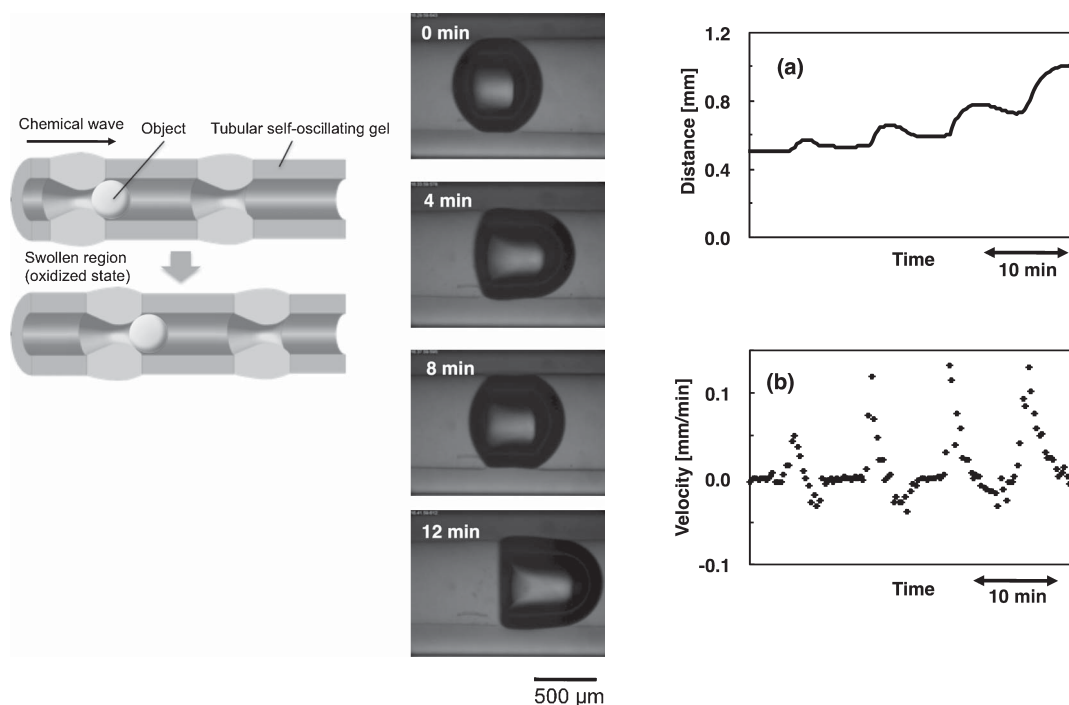 Chemical wave
Object
Tubular self-oscillating gel
Swollen region
(oxidized state)
0 min
4 min
8 min
12 min
500 µm
(a)
Distance [mm]
1.2
0.8
0.4
0.0
Time
10 min
(b)
Velocity [mm/min]
0.1
0.0
-0.1
Time
10 min